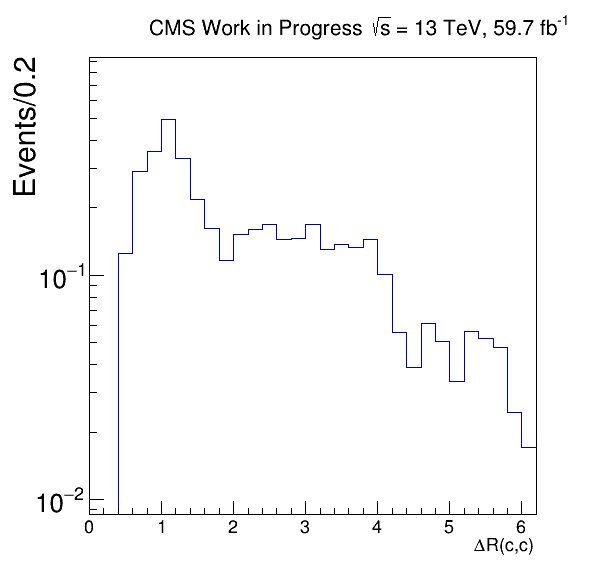 CMS Work in Progress √s = 13 TeV, 59.7 fb⁻¹
Events/0.2
10⁻¹
10⁻²
0 1 2 3 4 5 6
ΔR(c,c)